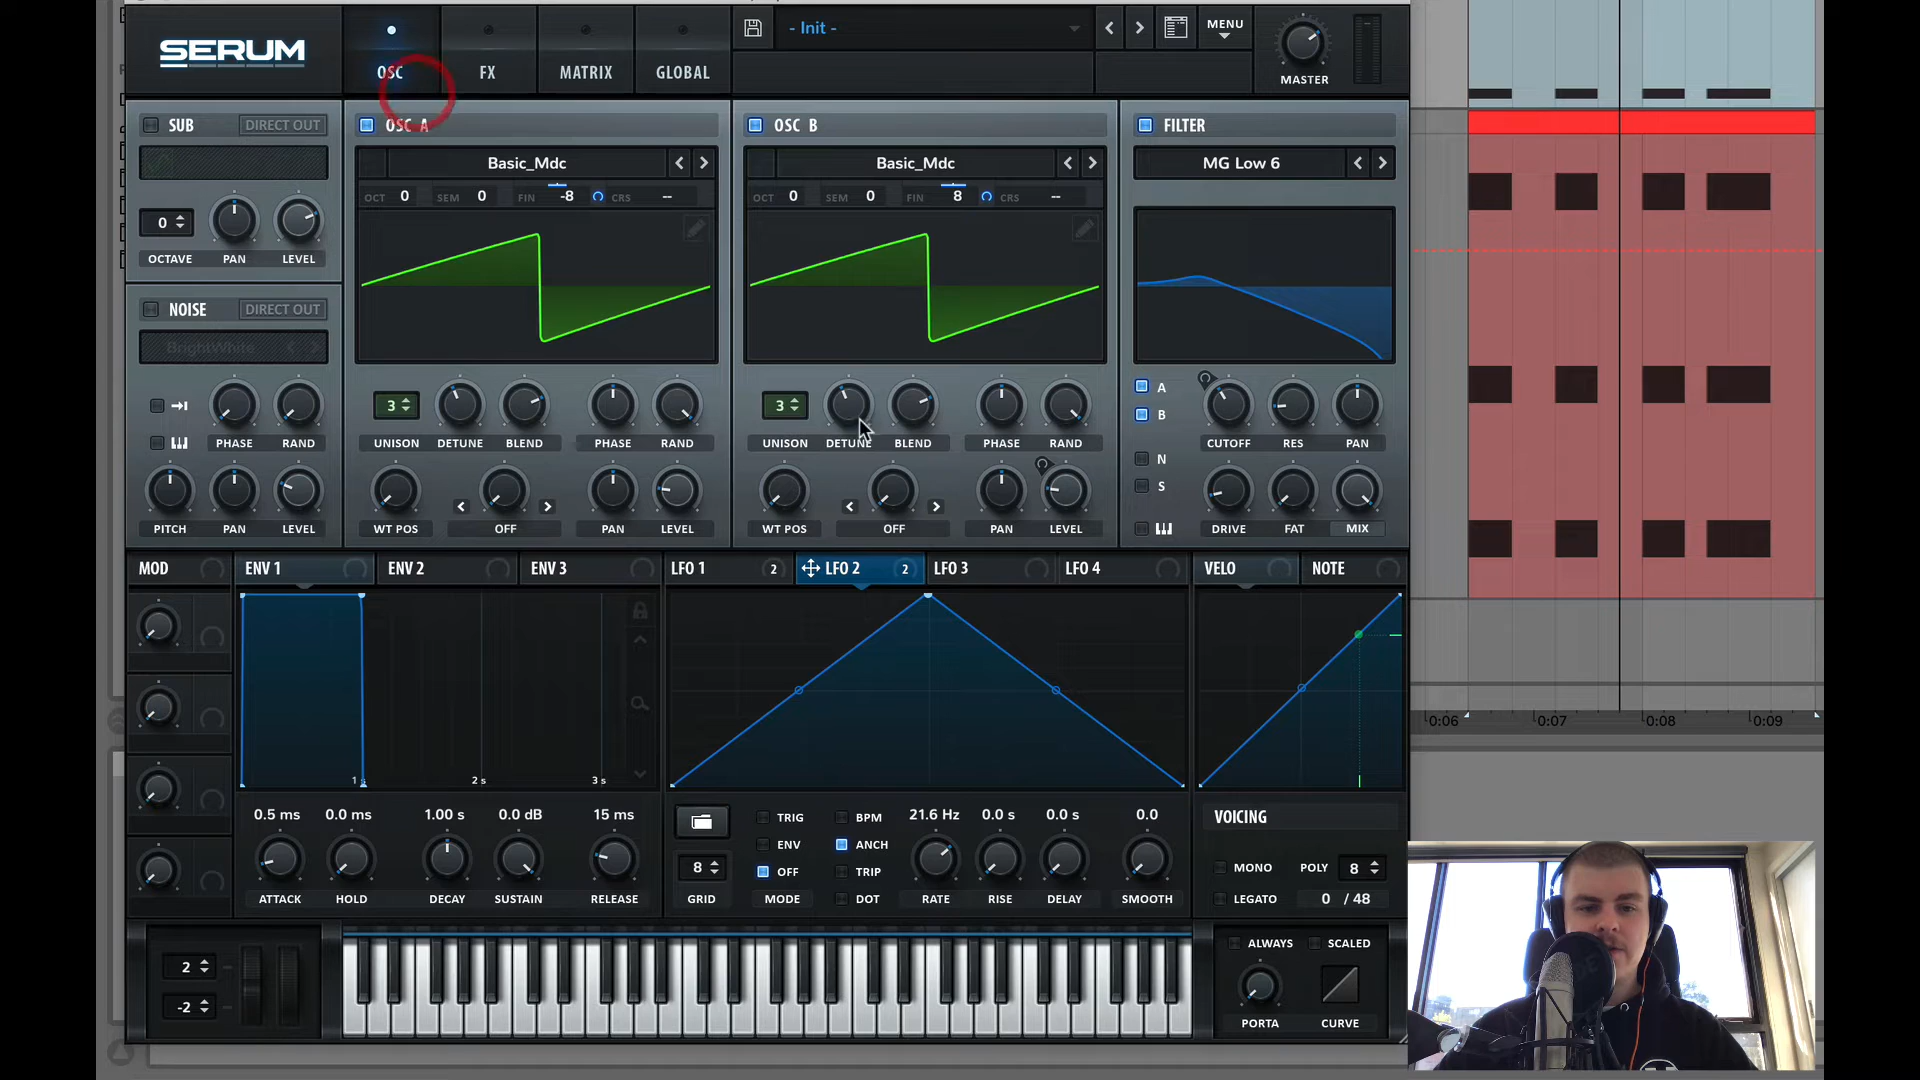 SERUM
OSC
FX
MATRIX
GLOBAL
- Init -
MENU
MASTER
SUB
DIRECT OUT
0
OCTAVE PAN LEVEL
NOISE
DIRECT OUT
BrightWhite
PHASE RAND
PITCH PAN LEVEL
OSC A
Basic_Mdc
OCT 0 SEM 0 FIN -8 CRS --
3
UNISON DETUNE BLEND PHASE RAND
WT POS OFF PAN LEVEL
OSC B
Basic_Mdc
OCT 0 SEM 0 FIN 8 CRS --
3
UNISON DETUNE BLEND PHASE RAND
WT POS OFF PAN LEVEL
FILTER
MG Low 6
A
B
CUTOFF RES PAN
N
S
DRIVE FAT MIX
MOD
ENV 1 ENV 2 ENV 3
LFO 1 2 LFO 2 2 LFO 3 LFO 4
VELO NOTE
1 s 2 s 3 s
0.5 ms 0.0 ms 1.00 s 0.0 dB 15 ms
ATTACK HOLD DECAY SUSTAIN RELEASE
8
GRID
TRIG
ENV
OFF
MODE
BPM
ANCH
TRIP
DOT
21.6 Hz 0.0 s 0.0 s 0.0
RATE RISE DELAY SMOOTH
VOICING
MONO POLY 8
LEGATO 0 / 48
2
-2
ALWAYS SCALED
PORTA CURVE
0:06 0:07 0:08 0:09